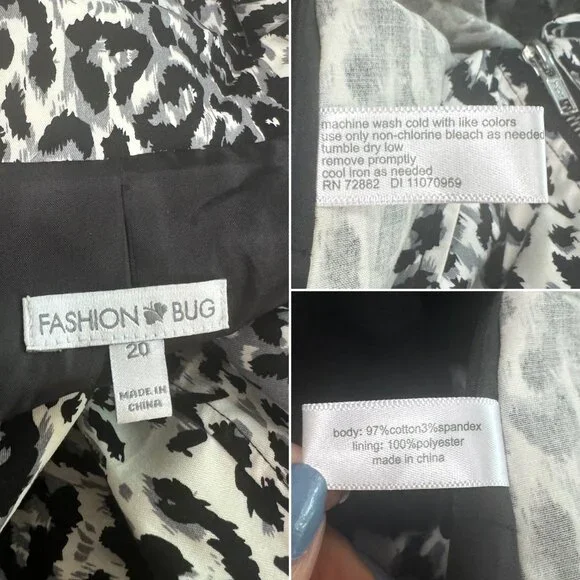 FASHION BUG
20
MADE IN
CHINA
machine wash cold with like colors
use only non-chlorine bleach as needed
tumble dry low
remove promptly
cool iron as needed
RN 72882 DI 11070959
body: 97%cotton3%spandex
lining: 100%polyester
made in china